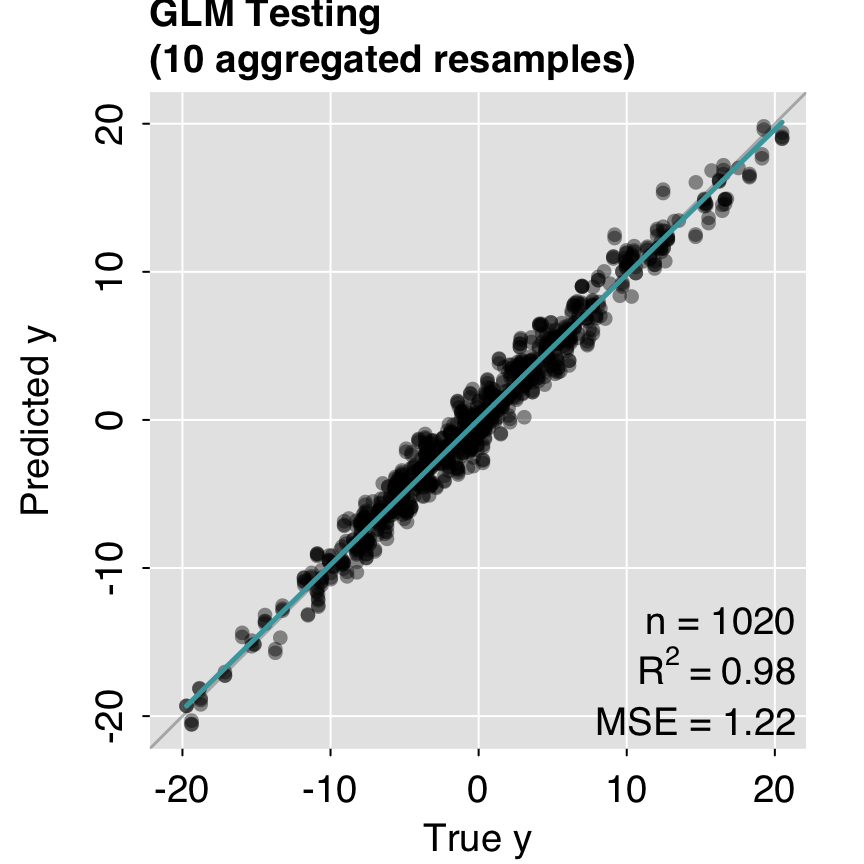 GLM Testing
(10 aggregated resamples)
Predicted y
20
10
0
-10
-20
n = 1020
R² = 0.98
MSE = 1.22
-20 -10 0 10 20
True y